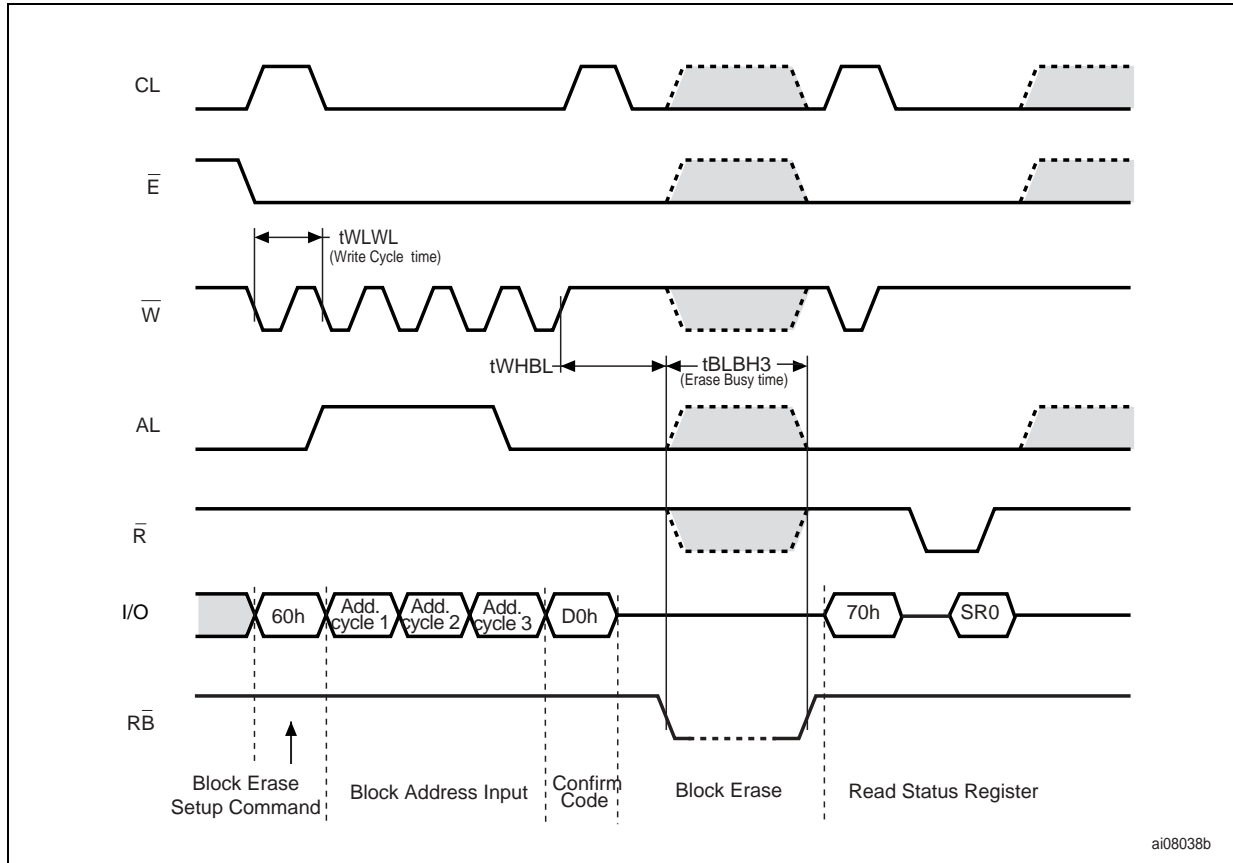 CL
E̅
tWLWL
(Write Cycle time)
W̅
tWHBL
tBLBH3
(Erase Busy time)
AL
R̅
I/O
60h
Add.
cycle 1
Add.
cycle 2
Add.
cycle 3
D0h
70h
SR0
RB̅
Block Erase
Setup Command
Block Address Input
Confirm
Code
Block Erase
Read Status Register
ai08038b